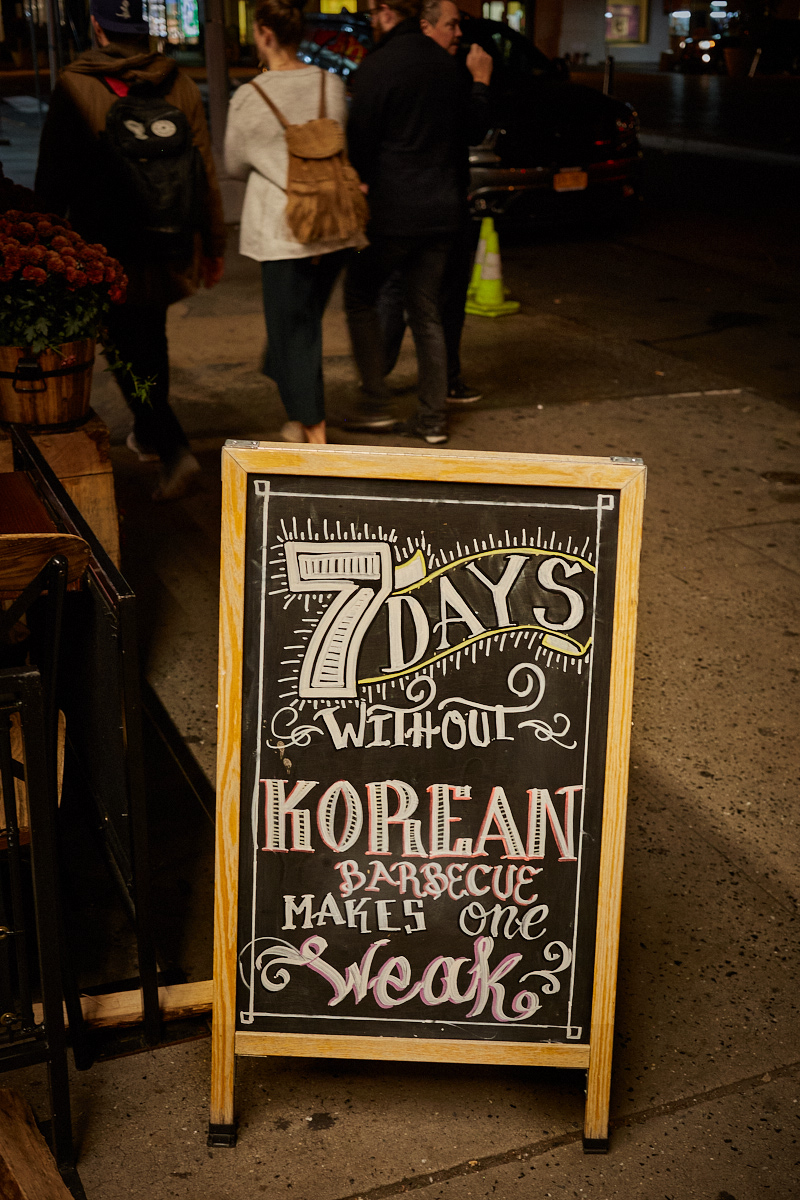 7 DAYS
WITHOUT
KOREAN
BARBECUE
MAKES one
Weak